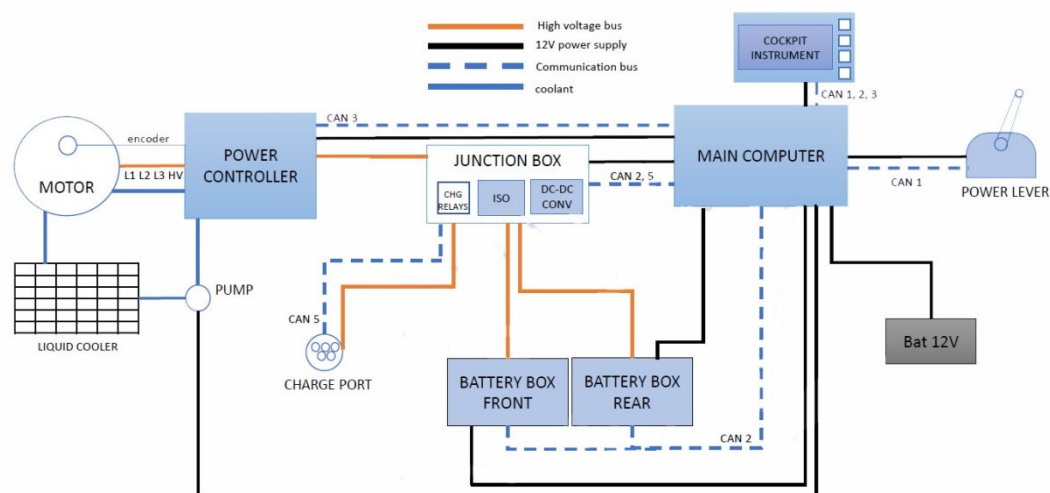 High voltage bus
12V power supply
Communication bus
coolant
COCKPIT
INSTRUMENT
CAN 1, 2, 3
CAN 3
encoder
POWER
CONTROLLER
MOTOR
L1 L2 L3 HV
JUNCTION BOX
CHG
RELAYS
ISO
DC-DC
CONV
CAN 2, 5
MAIN COMPUTER
CAN 1
POWER LEVER
PUMP
LIQUID COOLER
CAN 5
CHARGE PORT
BATTERY BOX
FRONT
BATTERY BOX
REAR
CAN 2
Bat 12V